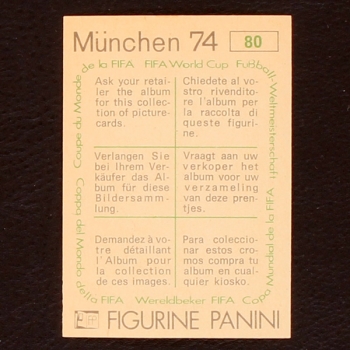 München 74
80
de la FIFA FIFA World Cup Fußball-Weltmeisterschaft
Coupe du Monde
Ask your retai-
ler the album
for this collec-
tion of picture-
cards.
Chiedete al vo-
stro rivendito-
re l'album per
la raccolta di
queste figuri-
ne.
Verlangen Sie
bei Ihrem Ver-
käufer das Al-
bum für diese
Bildersamm-
lung.
Vraagt aan uw
verkoper het
album voor uw
verzameling
van deze pren-
tjes.
Demandez à vo-
tre détaillant
l'Album pour
la collection
de ces images.
Para coleccio-
nar estos cro-
mos compra tu
album en cual-
quier kiosko.
Coppa del Mondo
della FIFA Wereldbeker FIFA Copa
Mundial de la FIFA
FIGURINE PANINI